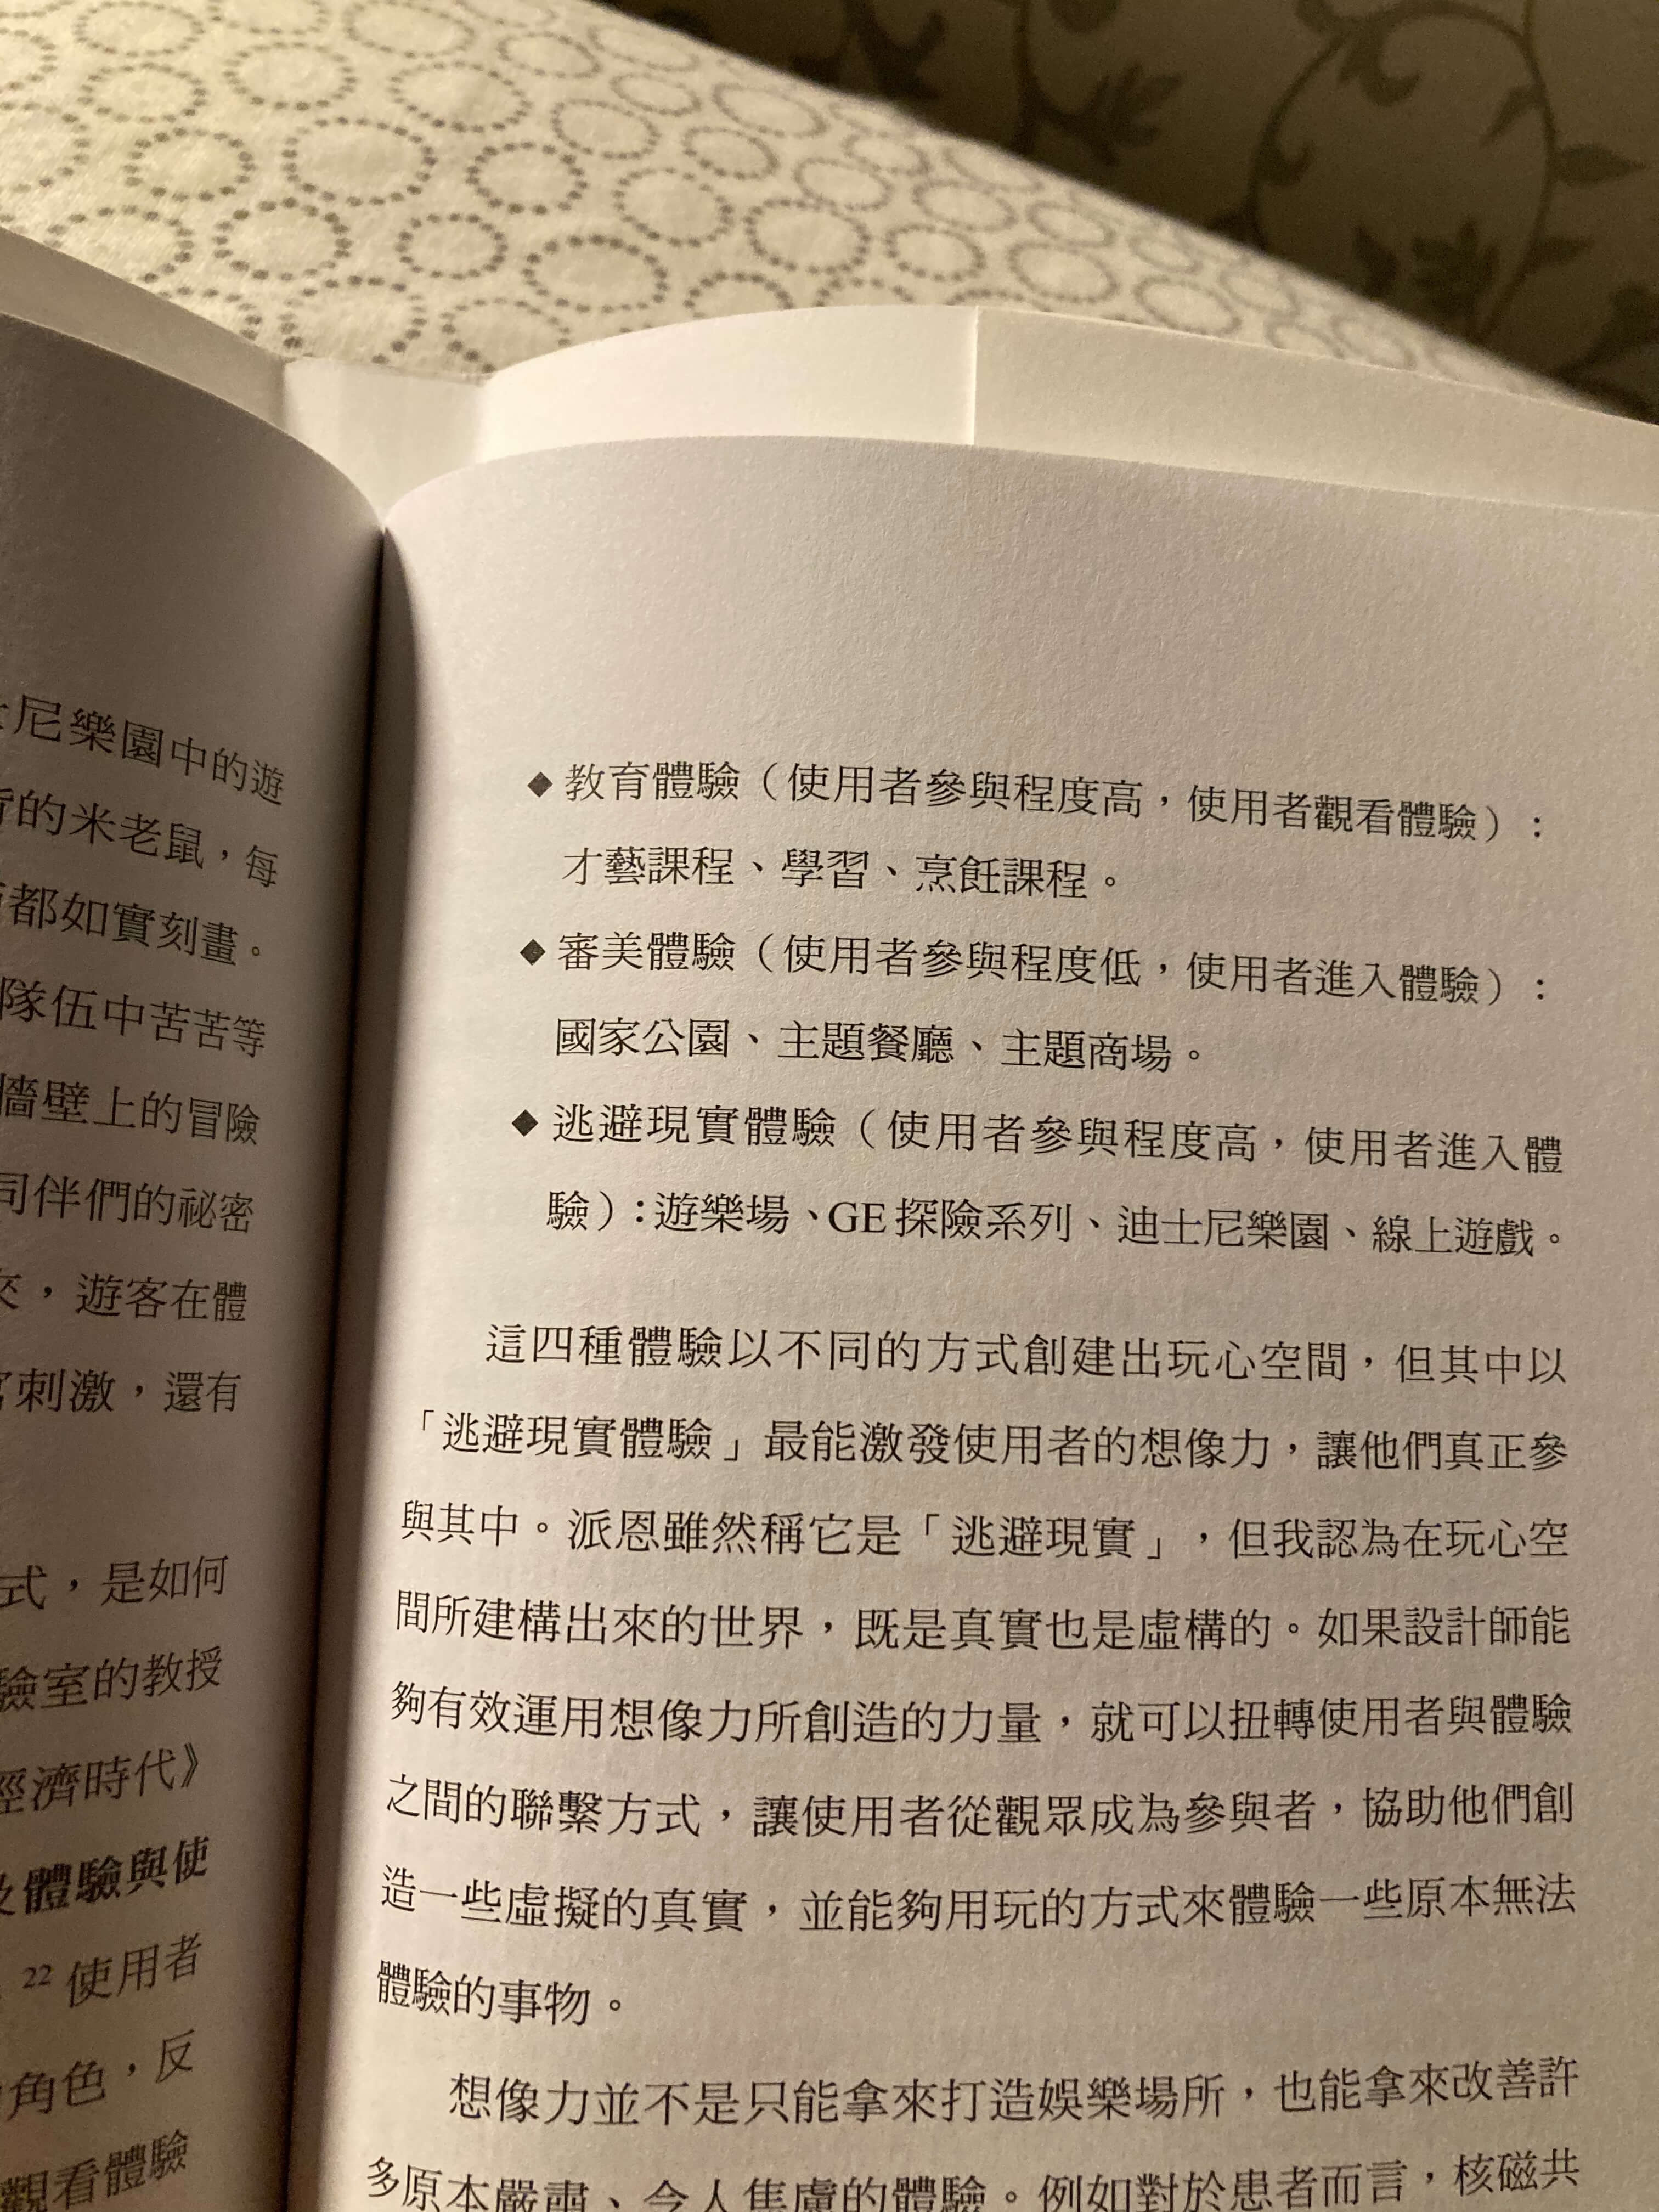 尼樂園中的遊
的米老鼠，每
都如實刻畫。
隊伍中苦苦等
牆壁上的冒險
同伴們的祕密
，遊客在體
刺激，還有
式，是如何
驗室的教授
經濟時代》
及體驗與使
22 使用者
角色，反
觀看體驗
◆ 教育體驗（使用者參與程度高，使用者觀看體驗）：
才藝課程、學習、烹飪課程。
◆ 審美體驗（使用者參與程度低，使用者進入體驗）：
國家公園、主題餐廳、主題商場。
◆ 逃避現實體驗（使用者參與程度高，使用者進入體
驗）：遊樂場、GE 探險系列、迪士尼樂園、線上遊戲。
這四種體驗以不同的方式創建出玩心空間，但其中以
「逃避現實體驗」最能激發使用者的想像力，讓他們真正參
與其中。派恩雖然稱它是「逃避現實」，但我認為在玩心空
間所建構出來的世界，既是真實也是虛構的。如果設計師能
夠有效運用想像力所創造的力量，就可以扭轉使用者與體驗
之間的聯繫方式，讓使用者從觀眾成為參與者，協助他們創
造一些虛擬的真實，並能夠用玩的方式來體驗一些原本無法
體驗的事物。
想像力並不是只能拿來打造娛樂場所，也能拿來改善許
多原本嚴肅、令人焦慮的體驗。例如對於患者而言，核磁共